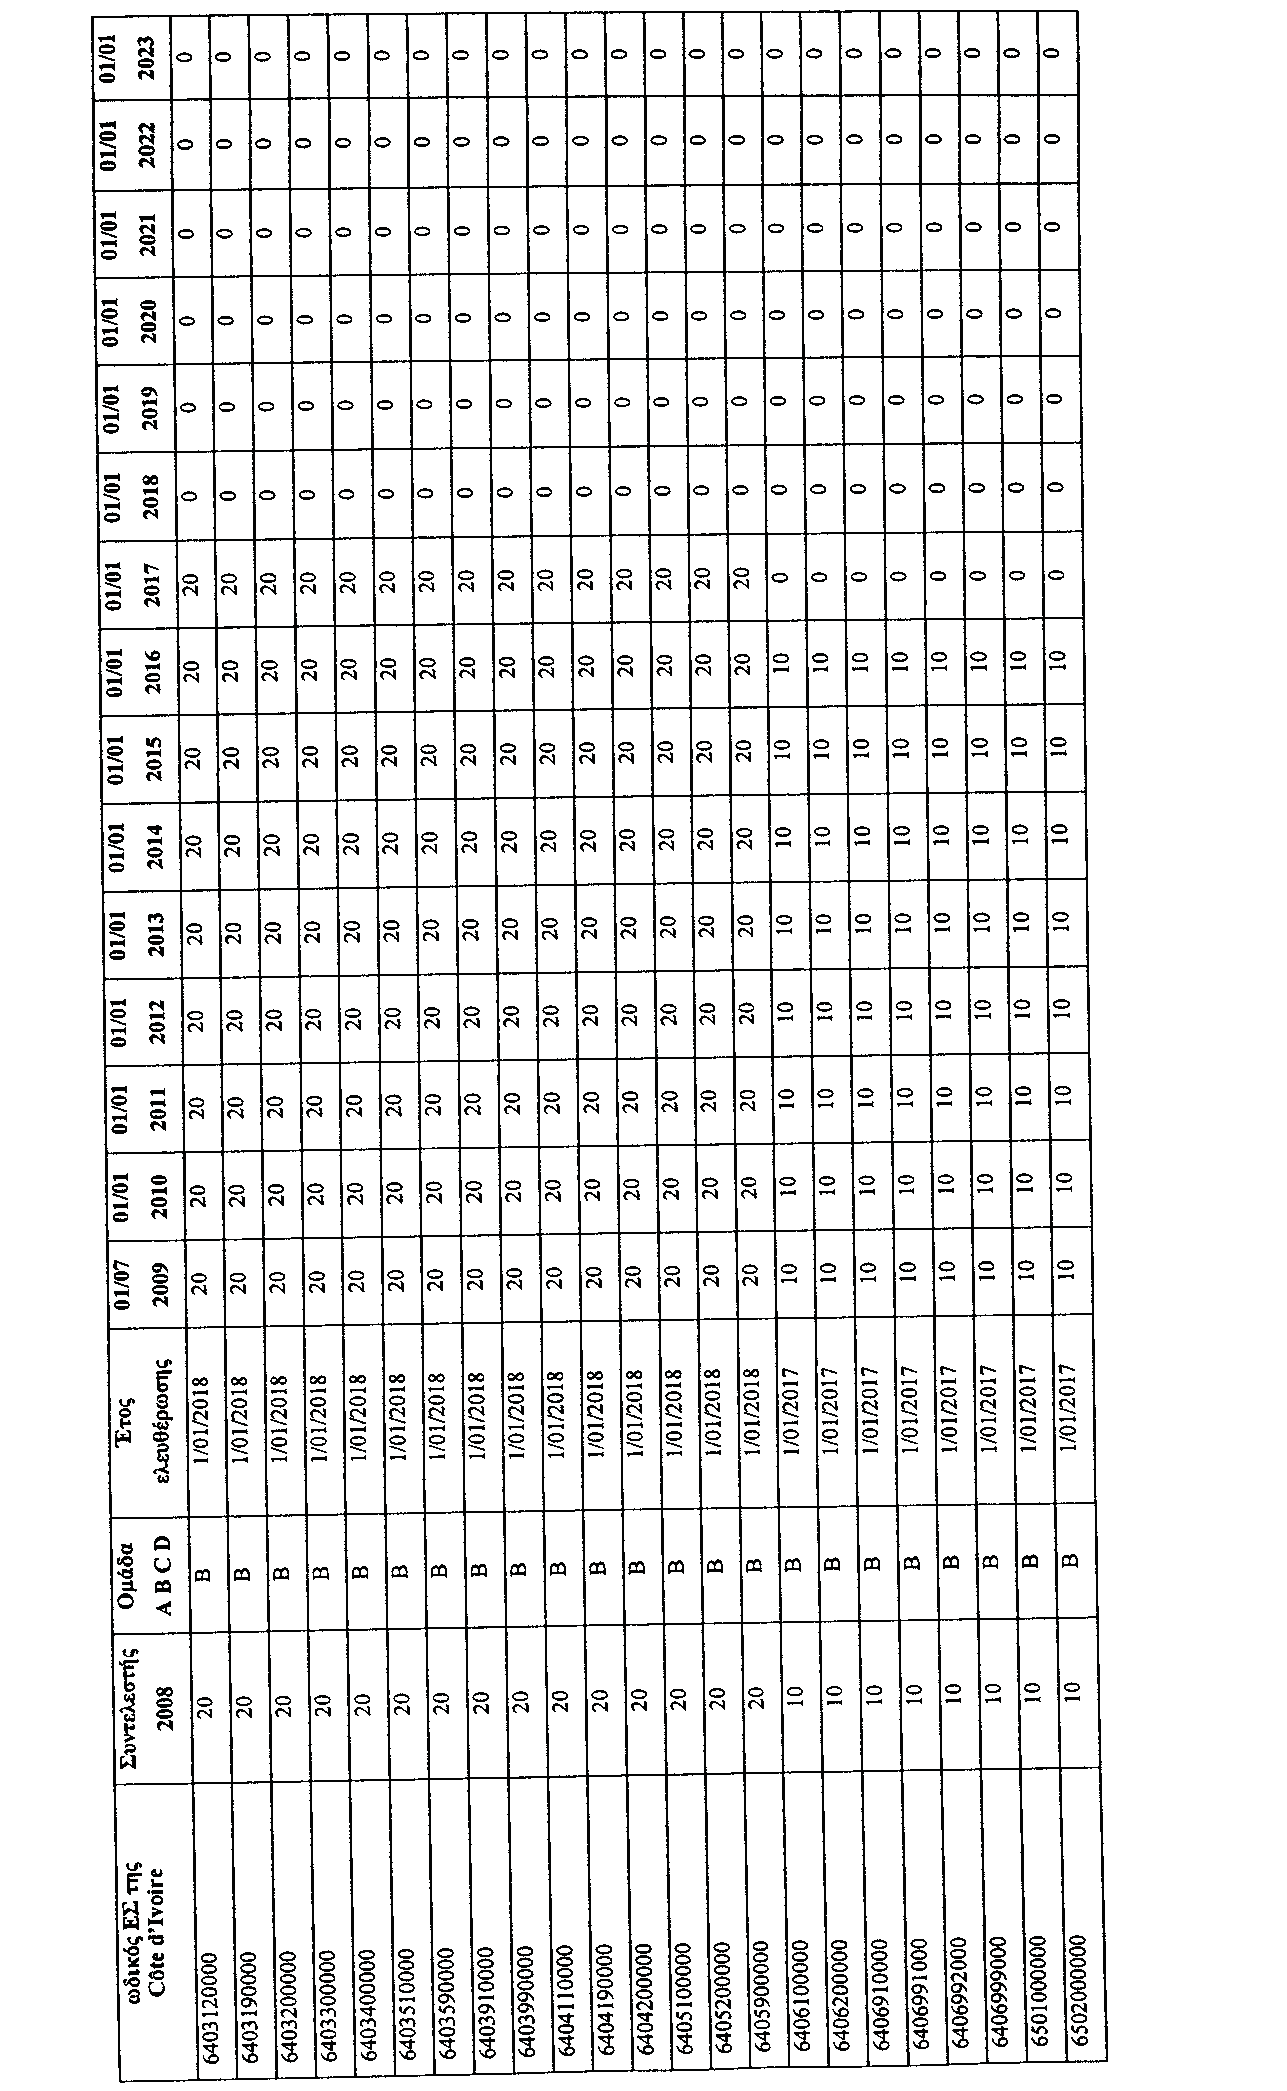 ωδικός ΕΣ της Côte d'Ivoire | Συντελεστής 2008 | Ομάδα A B C D | Έτος ελευθέρωσης | 01/07 2009 | 01/01 2010 | 01/01 2011 | 01/01 2012 | 01/01 2013 | 01/01 2014 | 01/01 2015 | 01/01 2016 | 01/01 2017 | 01/01 2018 | 01/01 2019 | 01/01 2020 | 01/01 2021 | 01/01 2022 | 01/01 2023
6403120000 20 B 1/01/2018 20 20 20 20 20 20 20 20 20 0 0 0 0 0 0
6403190000 20 B 1/01/2018 20 20 20 20 20 20 20 20 20 0 0 0 0 0 0
6403200000 20 B 1/01/2018 20 20 20 20 20 20 20 20 20 0 0 0 0 0 0
6403300000 20 B 1/01/2018 20 20 20 20 20 20 20 20 20 0 0 0 0 0 0
6403400000 20 B 1/01/2018 20 20 20 20 20 20 20 20 20 0 0 0 0 0 0
6403510000 20 B 1/01/2018 20 20 20 20 20 20 20 20 20 0 0 0 0 0 0
6403590000 20 B 1/01/2018 20 20 20 20 20 20 20 20 20 0 0 0 0 0 0
6403910000 20 B 1/01/2018 20 20 20 20 20 20 20 20 20 0 0 0 0 0 0
6403990000 20 B 1/01/2018 20 20 20 20 20 20 20 20 20 0 0 0 0 0 0
6404110000 20 B 1/01/2018 20 20 20 20 20 20 20 20 20 0 0 0 0 0 0
6404190000 20 B 1/01/2018 20 20 20 20 20 20 20 20 20 0 0 0 0 0 0
6404200000 20 B 1/01/2018 20 20 20 20 20 20 20 20 20 0 0 0 0 0 0
6405100000 20 B 1/01/2018 20 20 20 20 20 20 20 20 20 0 0 0 0 0 0
6405200000 20 B 1/01/2018 20 20 20 20 20 20 20 20 20 0 0 0 0 0 0
6405900000 20 B 1/01/2018 20 20 20 20 20 20 20 20 20 0 0 0 0 0 0
6406100000 10 B 1/01/2017 10 10 10 10 10 10 10 10 0 0 0 0 0 0 0
6406200000 10 B 1/01/2017 10 10 10 10 10 10 10 10 0 0 0 0 0 0 0
6406910000 10 B 1/01/2017 10 10 10 10 10 10 10 10 0 0 0 0 0 0 0
6406991000 10 B 1/01/2017 10 10 10 10 10 10 10 10 0 0 0 0 0 0 0
6406992000 10 B 1/01/2017 10 10 10 10 10 10 10 10 0 0 0 0 0 0 0
6406999000 10 B 1/01/2017 10 10 10 10 10 10 10 10 0 0 0 0 0 0 0
6501000000 10 B 1/01/2017 10 10 10 10 10 10 10 10 0 0 0 0 0 0 0
6502000000 10 B 1/01/2017 10 10 10 10 10 10 10 10 0 0 0 0 0 0 0